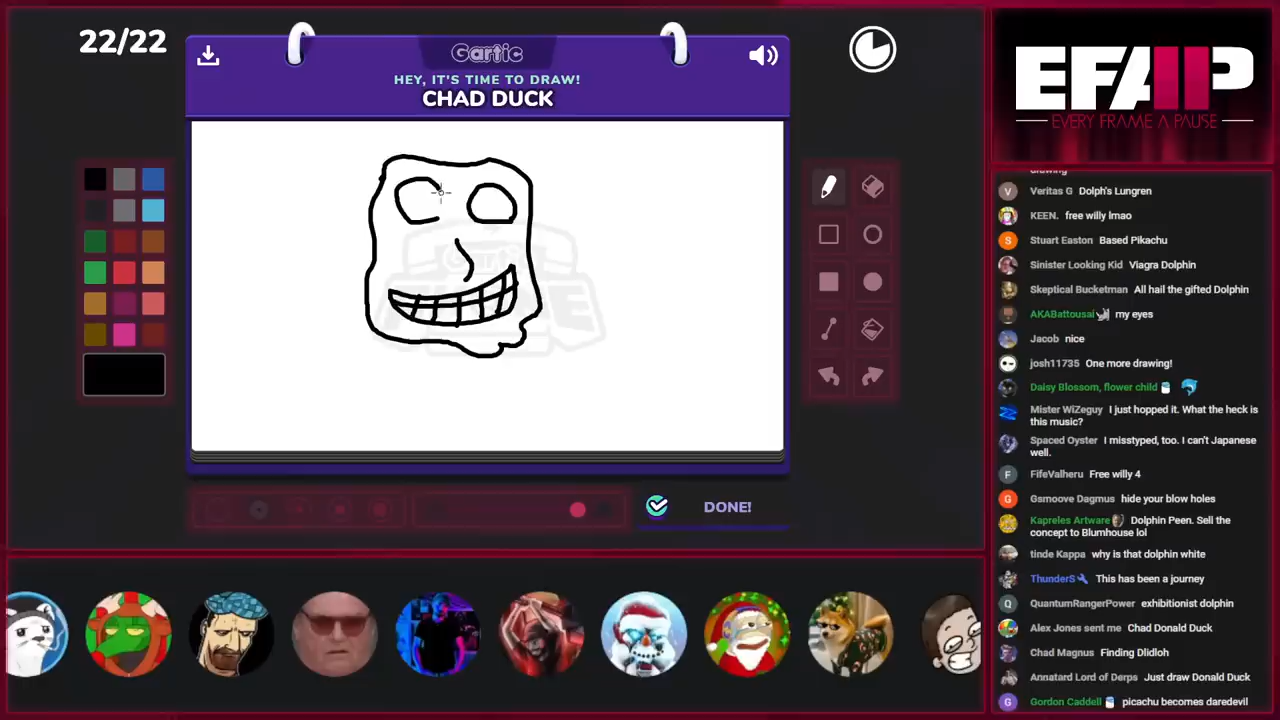 22/22
Gartic
HEY, IT'S TIME TO DRAW!
CHAD DUCK
DONE!
EFAP
EVERY FRAME A PAUSE
drawing
Veritas G Dolph's Lungren
KEEN. free willy lmao
Stuart Easton Based Pikachu
Sinister Looking Kid Viagra Dolphin
Skeptical Bucketman All hail the gifted Dolphin
AKABattousai my eyes
Jacob nice
josh11735 One more drawing!
Daisy Blossom, flower child
Mister WiZeguy I just hopped it. What the heck is
this music?
Spaced Oyster I misstyped, too. I can't Japanese
well.
FifeValheru Free willy 4
Gsmoove Dagmus hide your blow holes
Kapreles Artware Dolphin Peen. Sell the
concept to Blumhouse lol
tinde Kappa why is that dolphin white
ThunderS This has been a journey
QuantumRangerPower exhibitionist dolphin
Alex Jones sent me Chad Donald Duck
Chad Magnus Finding Dlidloh
Annatard Lord of Derps Just draw Donald Duck
Gordon Caddell picachu becomes daredevil